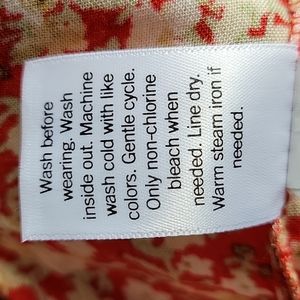 Wash before
wearing. Wash
inside out. Machine
wash cold with like
colors. Gentle cycle.
Only non-chlorine
bleach when
needed. Line dry.
Warm steam iron if
needed.